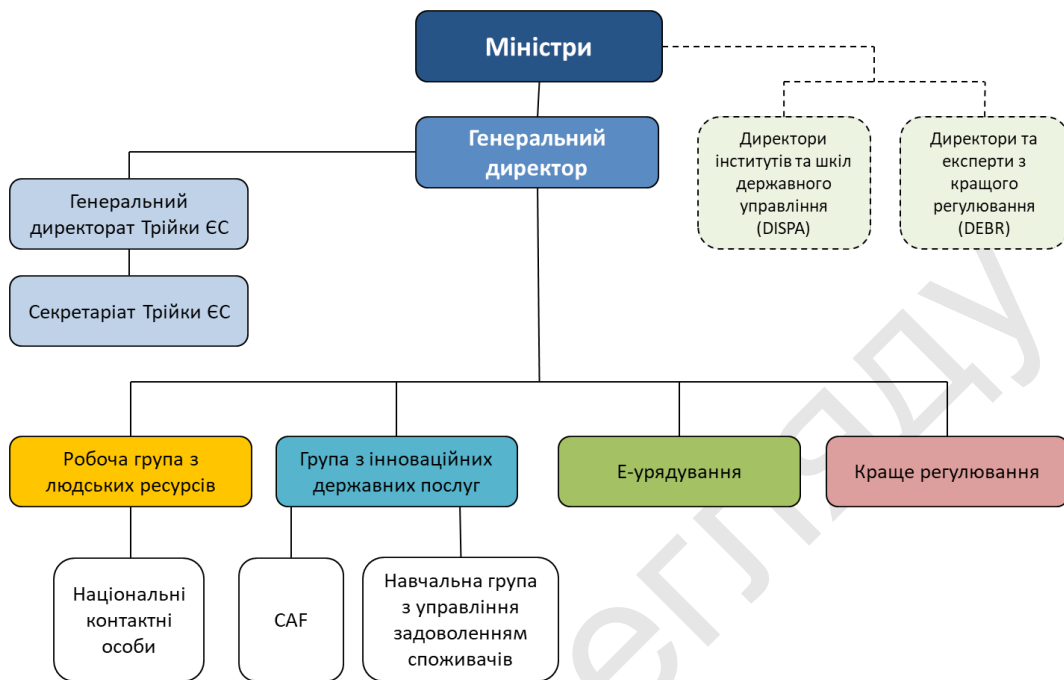 Міністри
Генеральний
директор
Директори
інститутів та шкіл
державного
управління
(DISPA)
Директори та
експерти з
кращого
регулювання
(DEBR)
Генеральний
директорат Трійки ЄС
Секретаріат Трійки ЄС
Робоча група з
людських ресурсів
Група з інноваційних
державних послуг
Е-урядування
Краще регулювання
Національні
контактні
особи
CAF
Навчальна група
з управління
задоволенням
споживачів